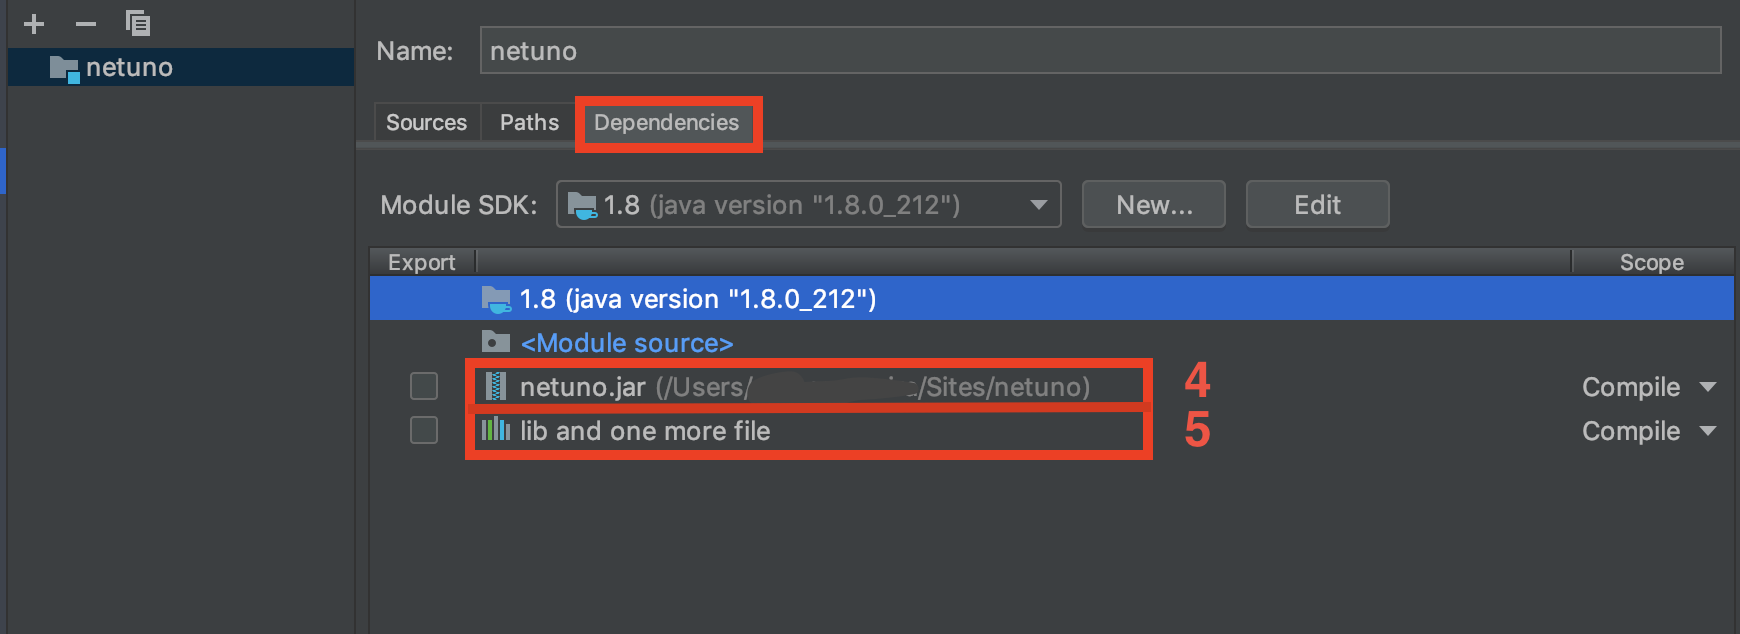 netuno
Name: netuno
Sources Paths Dependencies
Module SDK: 1.8 (java version "1.8.0_212") New... Edit
Export Scope
1.8 (java version "1.8.0_212")
<Module source>
netuno.jar (/Users/ /Sites/netuno) 4 Compile
lib and one more file 5 Compile